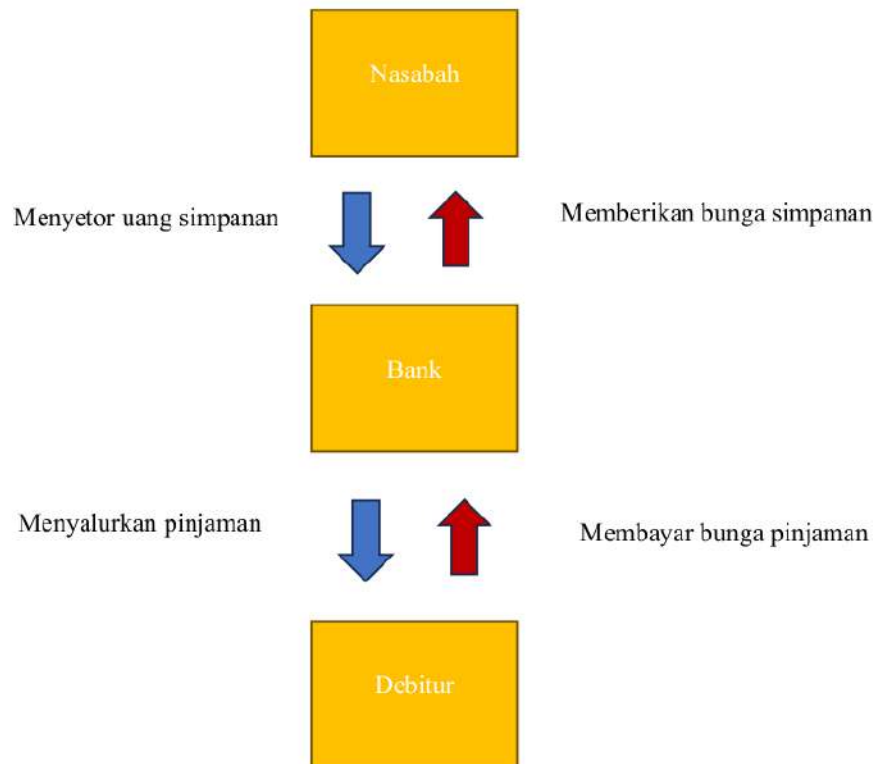 Nasabah
Menyetor uang simpanan
Memberikan bunga simpanan
Bank
Menyalurkan pinjaman
Membayar bunga pinjaman
Debitur